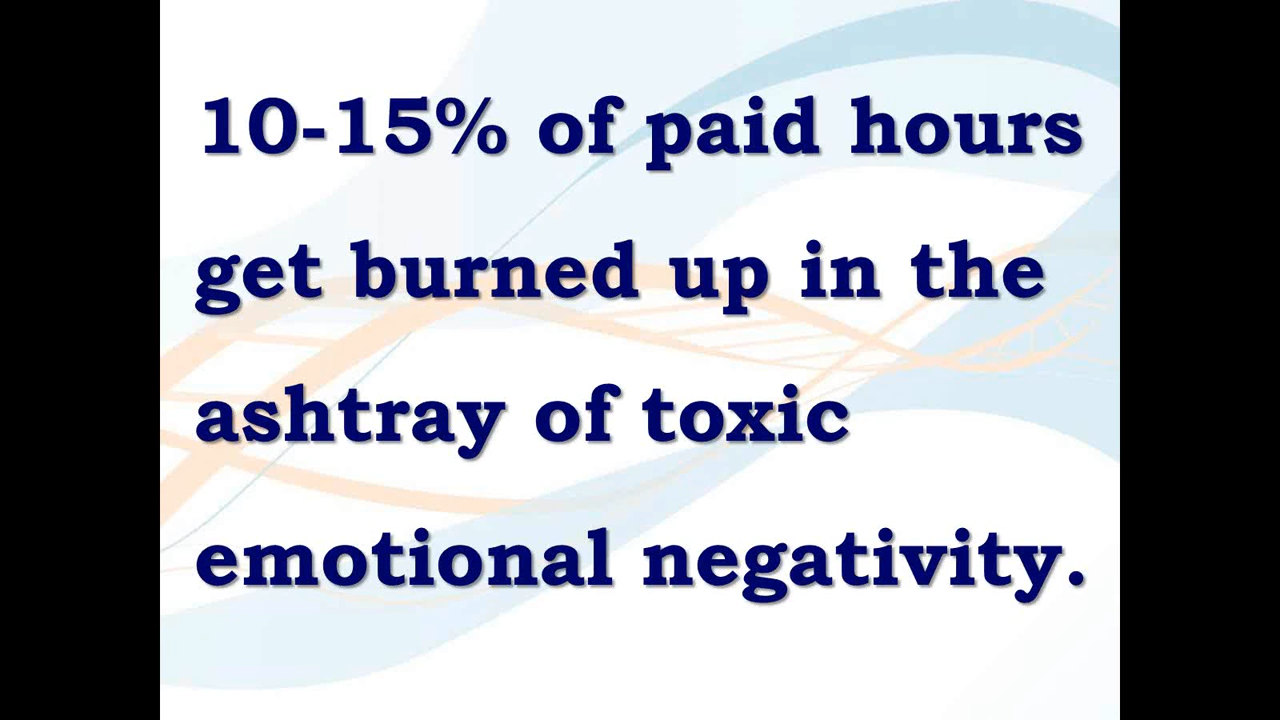 10-15% of paid hours
get burned up in the
ashtray of toxic
emotional negativity.